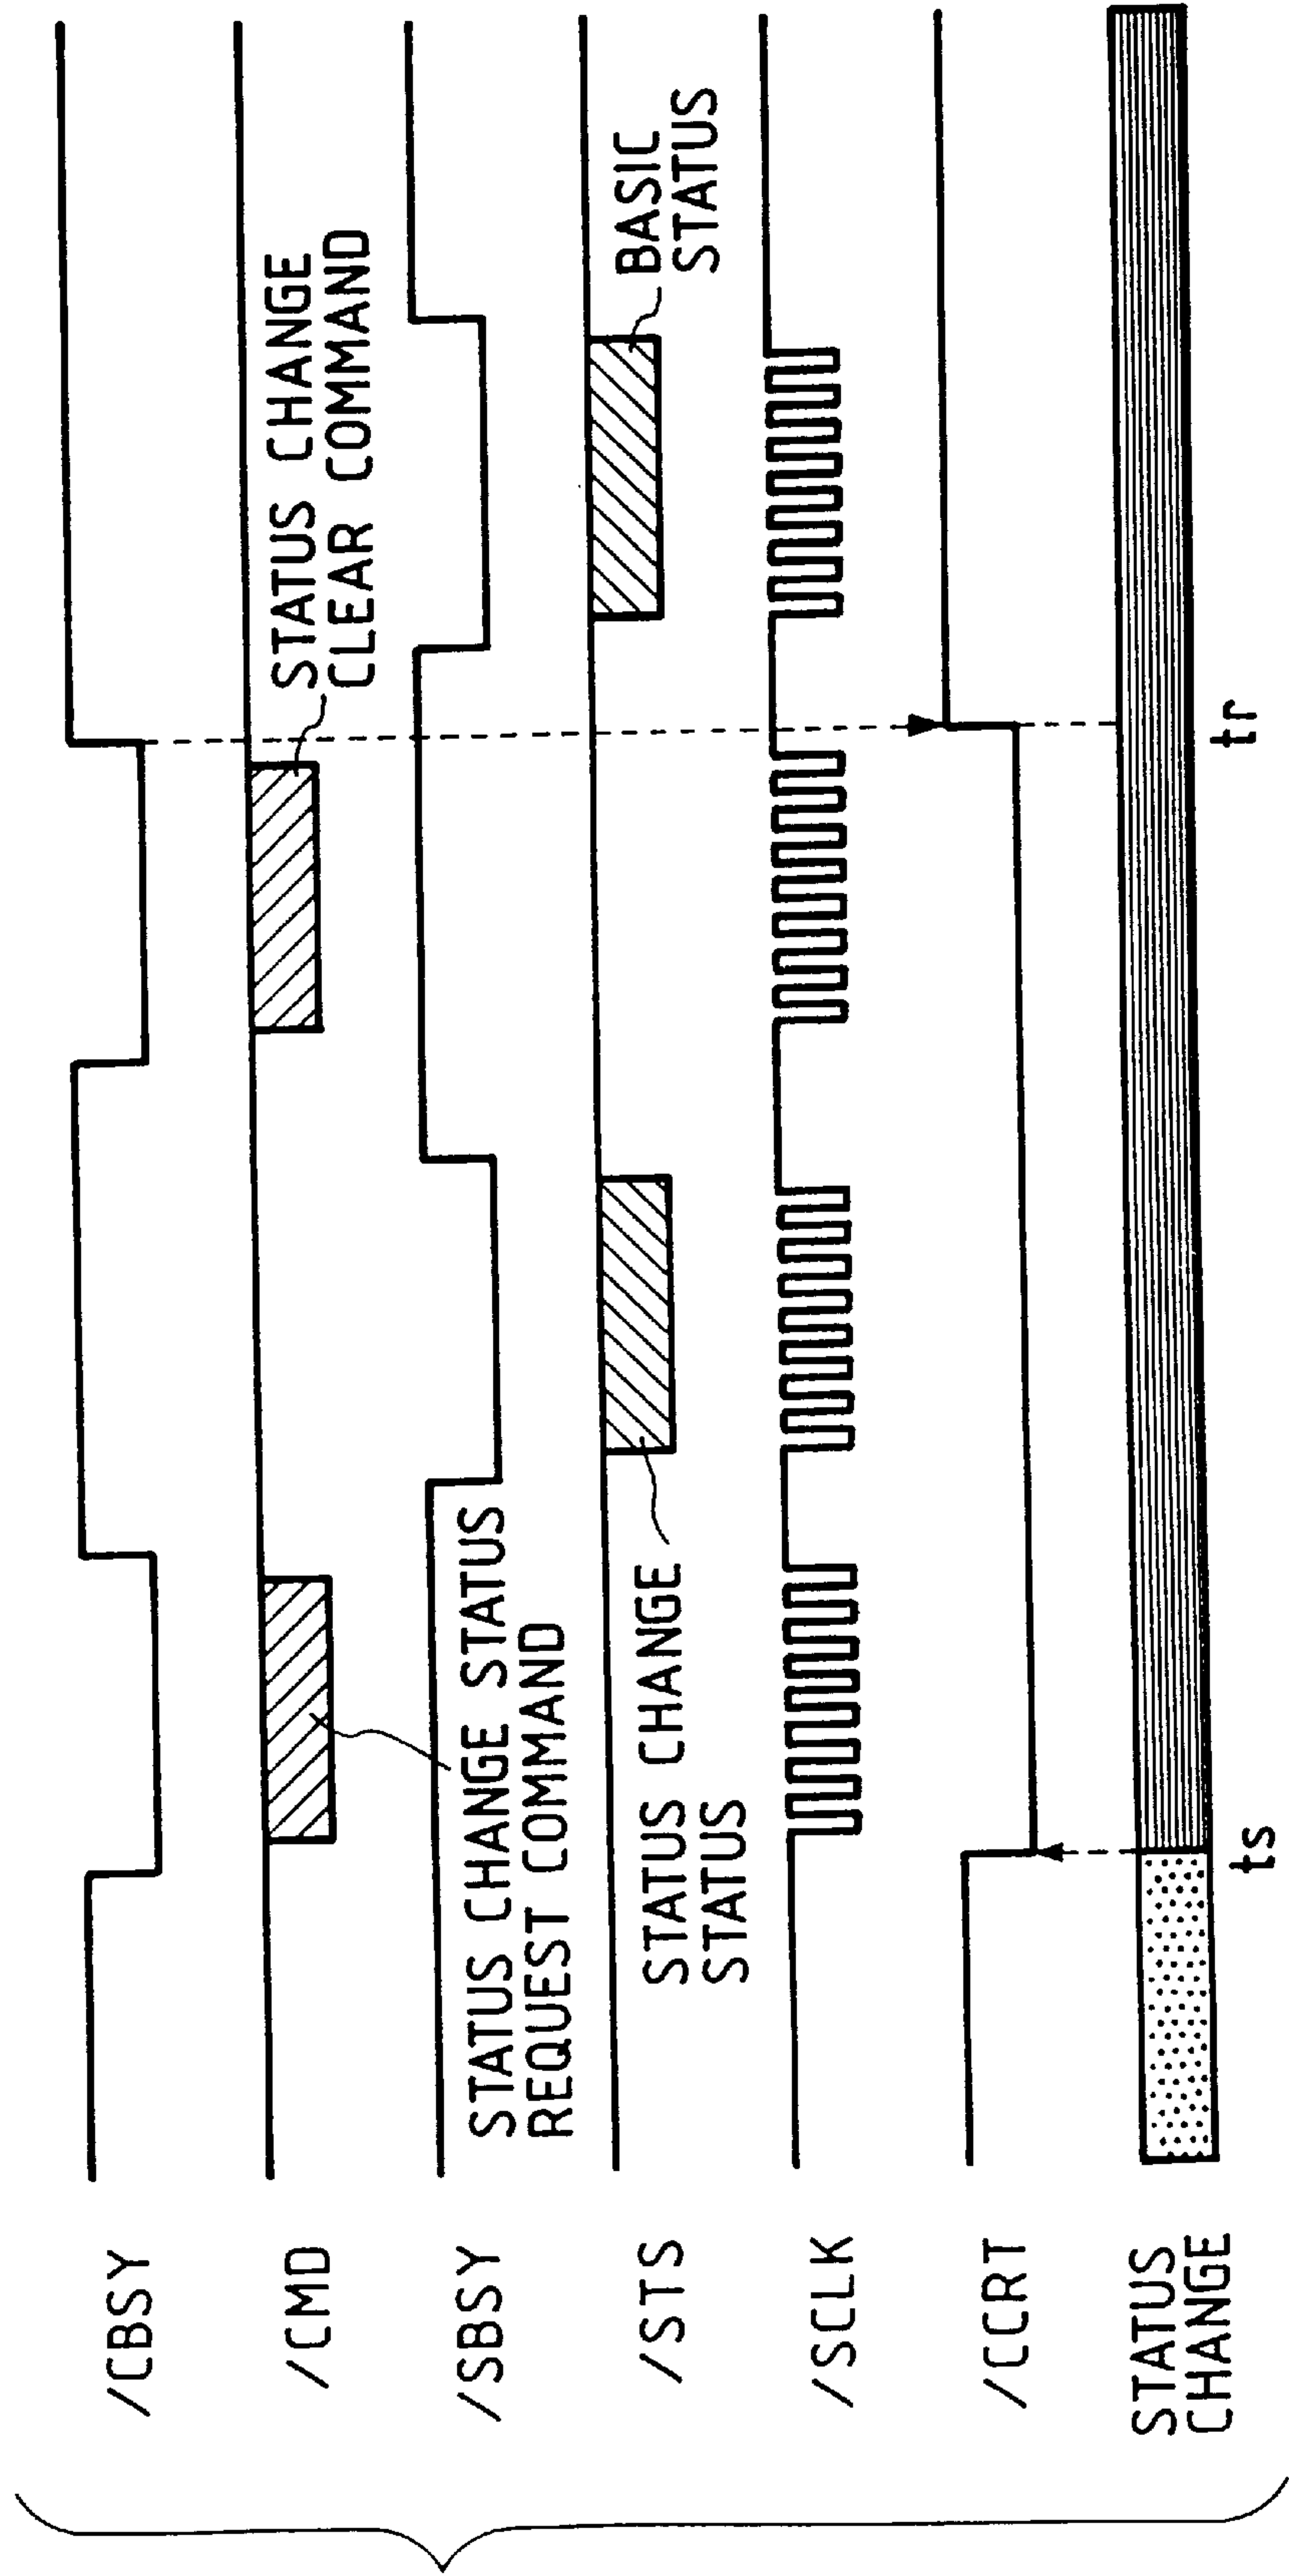 /CBSY
/CMD
STATUS CHANGE
CLEAR COMMAND
/SBSY
STATUS CHANGE STATUS
REQUEST COMMAND
/STS
STATUS CHANGE
STATUS
BASIC
STATUS
/SCLK
/CCRT
STATUS
CHANGE
ts
tr